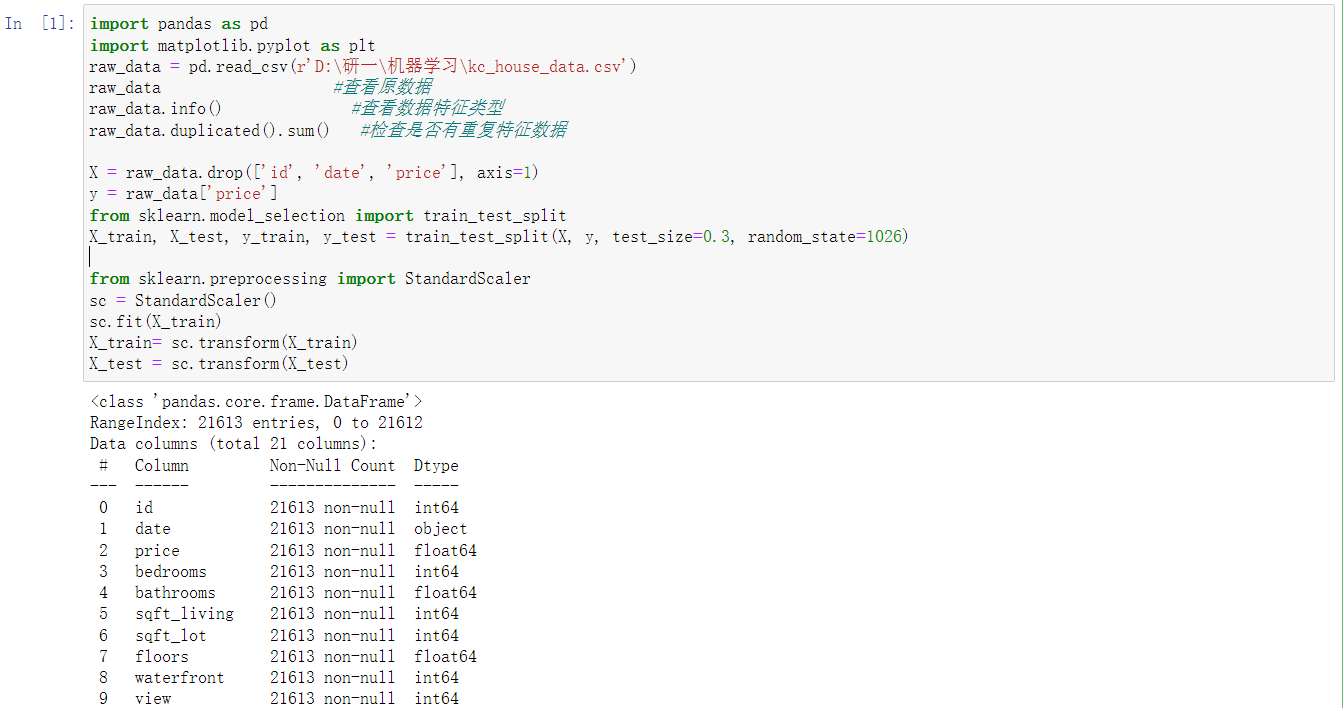 In [1]:
import pandas as pd
import matplotlib.pyplot as plt
raw_data = pd.read_csv(r'D:\研一\机器学习\kc_house_data.csv')
raw_data #查看原数据
raw_data.info() #查看数据特征类型
raw_data.duplicated().sum() #检查是否有重复特征数据
X = raw_data.drop(['id', 'date', 'price'], axis=1)
y = raw_data['price']
from sklearn.model_selection import train_test_split
X_train, X_test, y_train, y_test = train_test_split(X, y, test_size=0.3, random_state=1026)
from sklearn.preprocessing import StandardScaler
sc = StandardScaler()
sc.fit(X_train)
X_train= sc.transform(X_train)
X_test = sc.transform(X_test)
<class 'pandas.core.frame.DataFrame'>
RangeIndex: 21613 entries, 0 to 21612
Data columns (total 21 columns):
# Column Non-Null Count Dtype
--- ------ -------------- -----
0 id 21613 non-null int64
1 date 21613 non-null object
2 price 21613 non-null float64
3 bedrooms 21613 non-null int64
4 bathrooms 21613 non-null float64
5 sqft_living 21613 non-null int64
6 sqft_lot 21613 non-null int64
7 floors 21613 non-null float64
8 waterfront 21613 non-null int64
9 view 21613 non-null int64